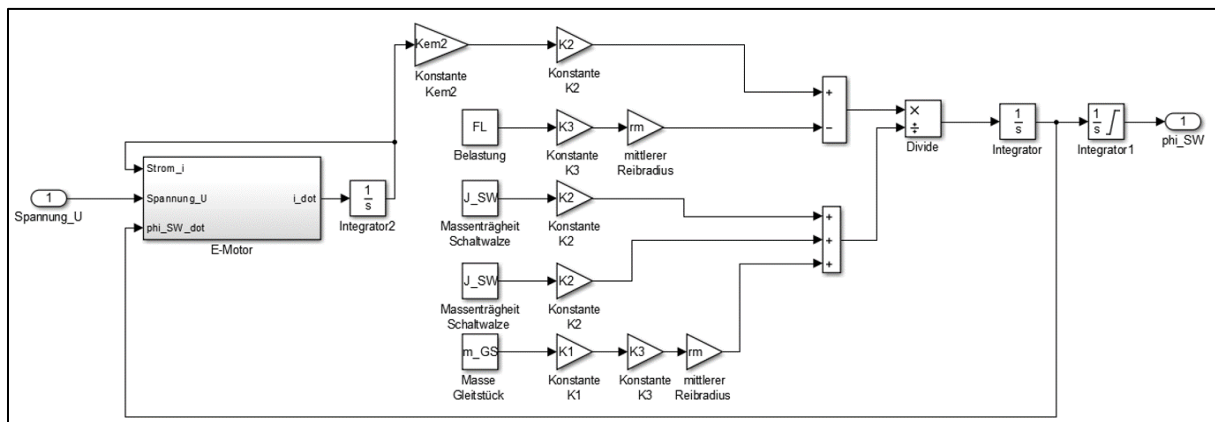 Kem2
Konstante
Kem2
K2
Konstante
K2
+
−
FL
Belastung
K3
Konstante
K3
rm
mittlerer
Reibradius
×
÷
Divide
1
s
Integrator
1
s
Integrator1
1
phi_SW
1
Spannung_U
Strom_i
Spannung_U
i_dot
phi_SW_dot
E-Motor
1
s
Integrator2
J_SW
Massenträgheit
Schaltwalze
K2
Konstante
K2
+
+
+
J_SW
Massenträgheit
Schaltwalze
K2
Konstante
K2
m_GS
Masse
Gleitstück
K1
Konstante
K1
K3
Konstante
K3
rm
mittlerer
Reibradius